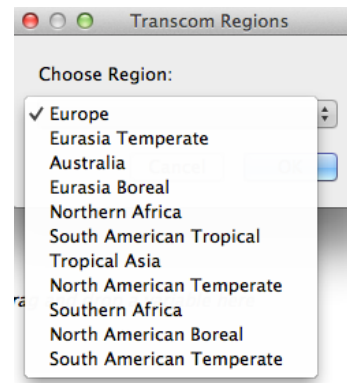 Transcom Regions
Choose Region:
✓ Europe
Eurasia Temperate
Australia
Eurasia Boreal
Northern Africa
South American Tropical
Tropical Asia
North American Temperate
Southern Africa
North American Boreal
South American Temperate